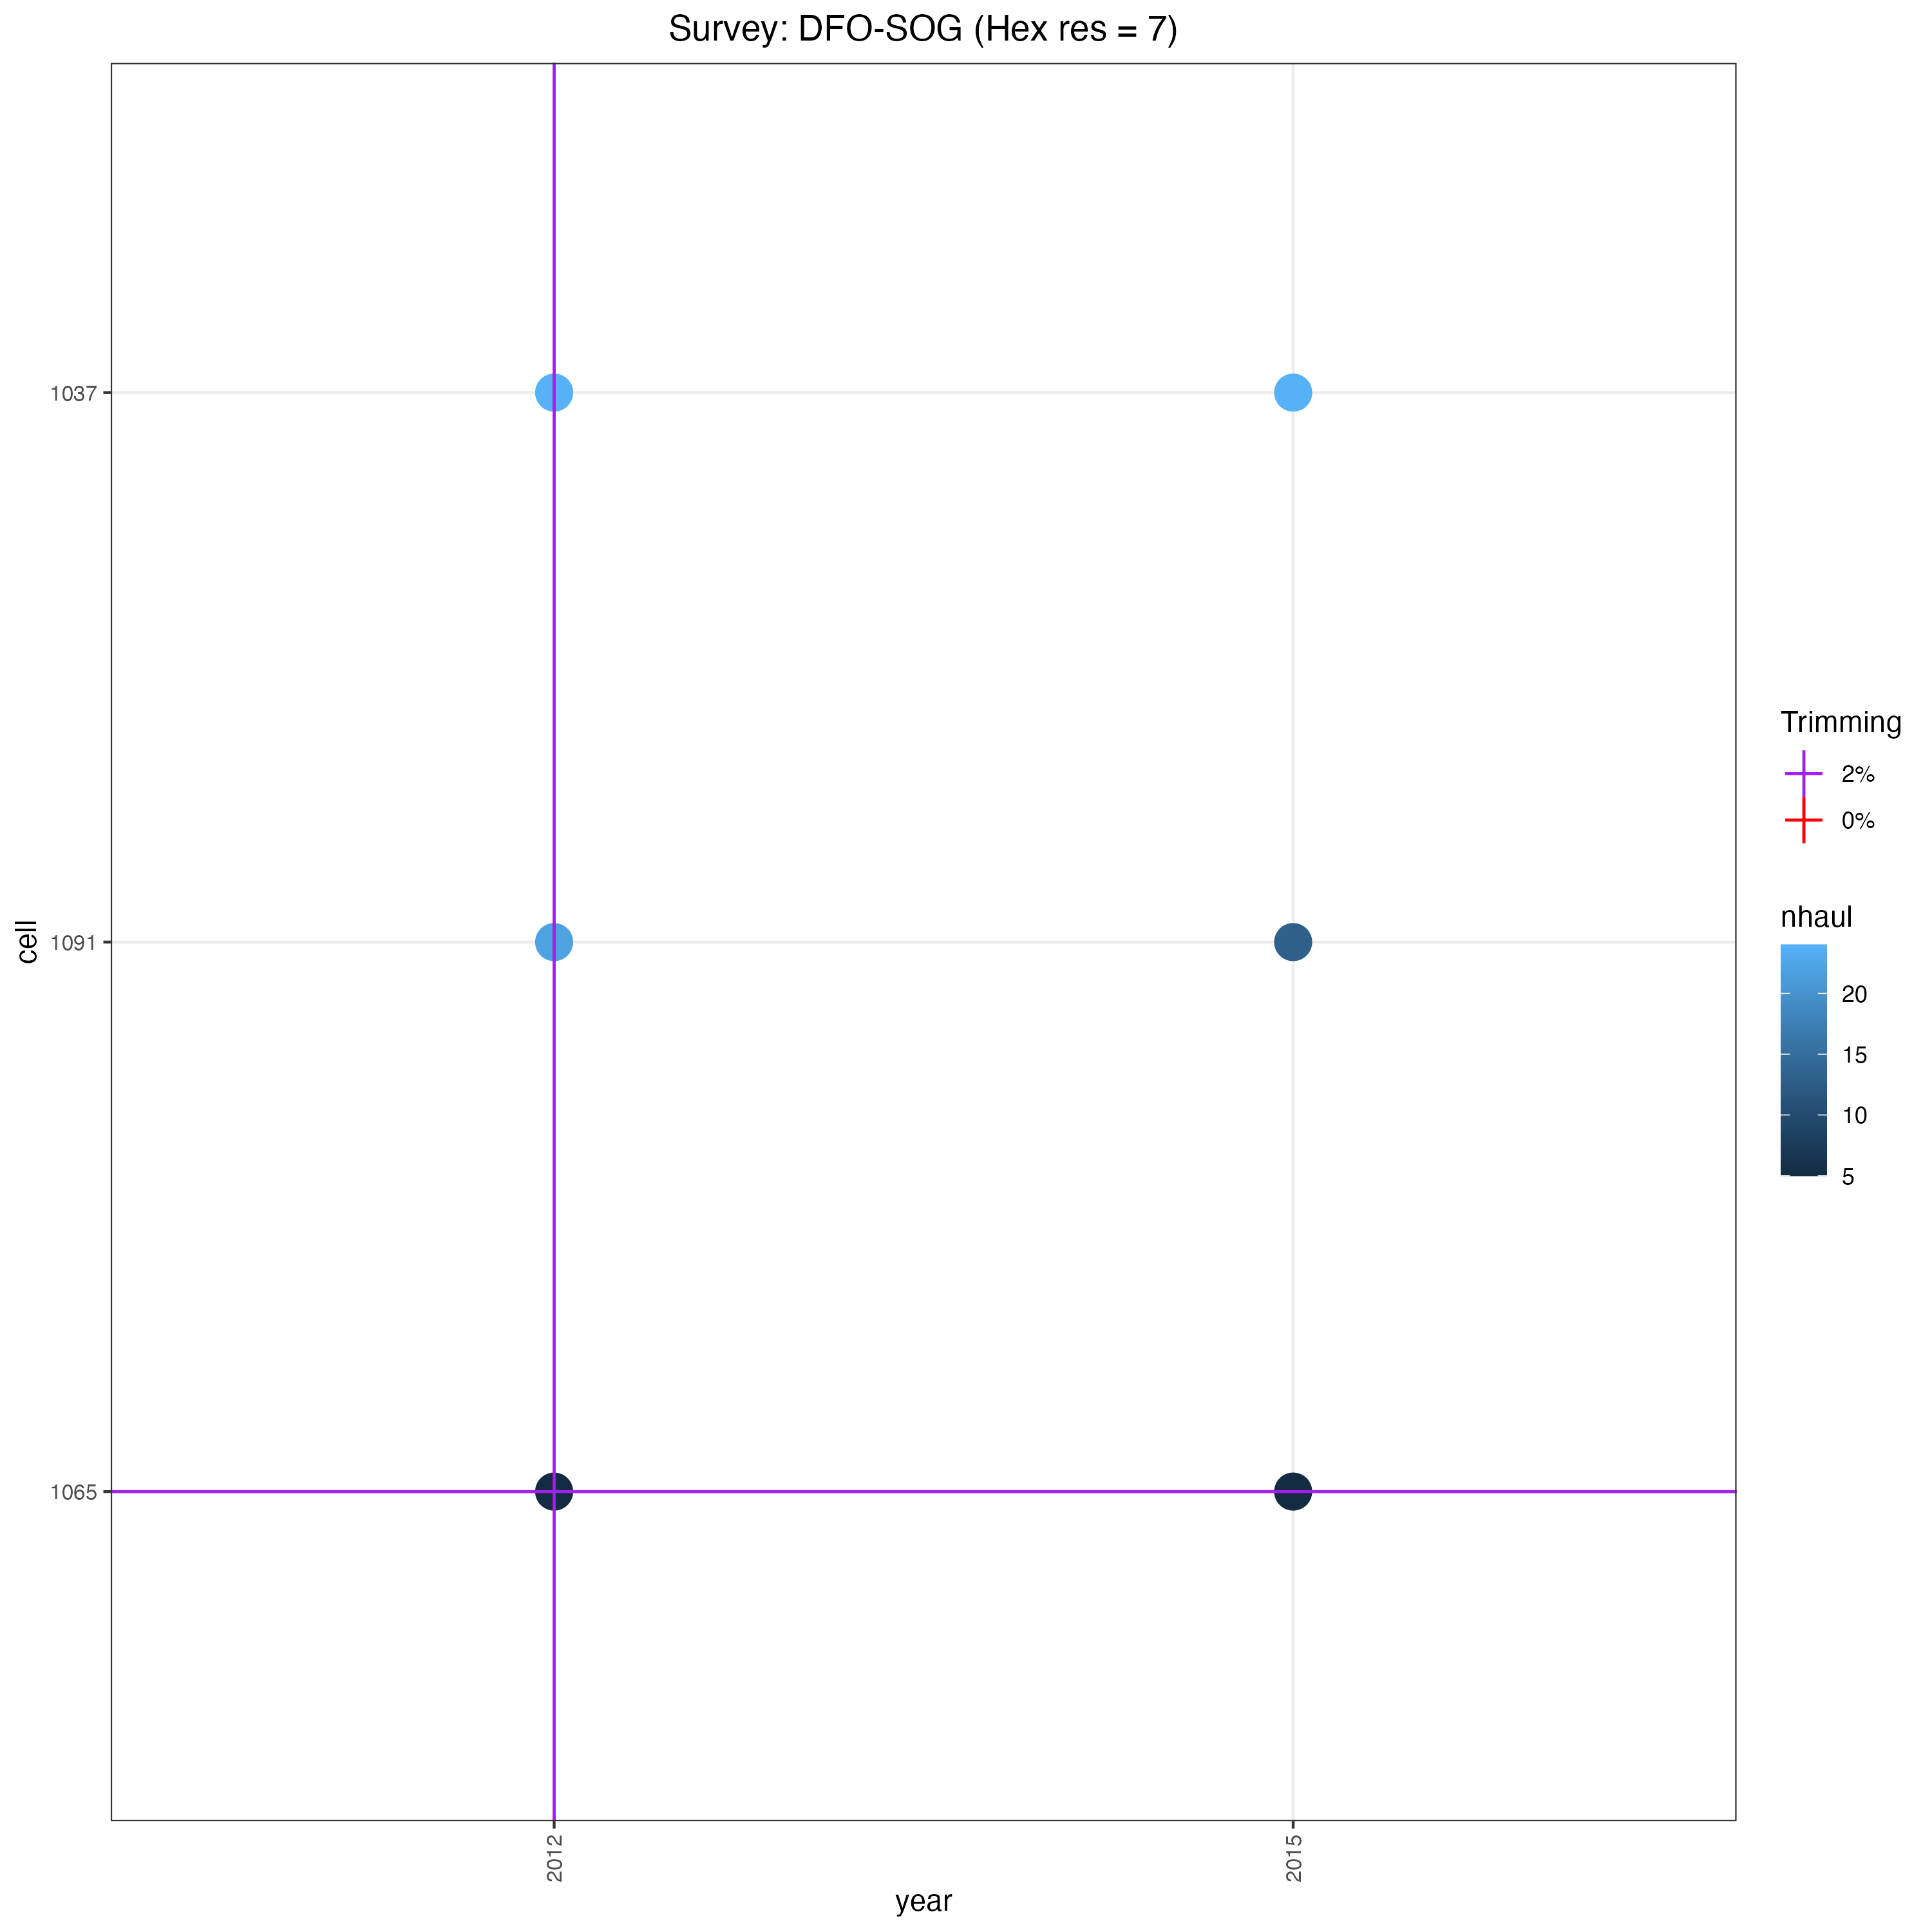 Survey: DFO-SOG (Hex res = 7)
1037
1091
1065
cell
2012
2015
year
Trimming
2%
0%
nhaul
20
15
10
5